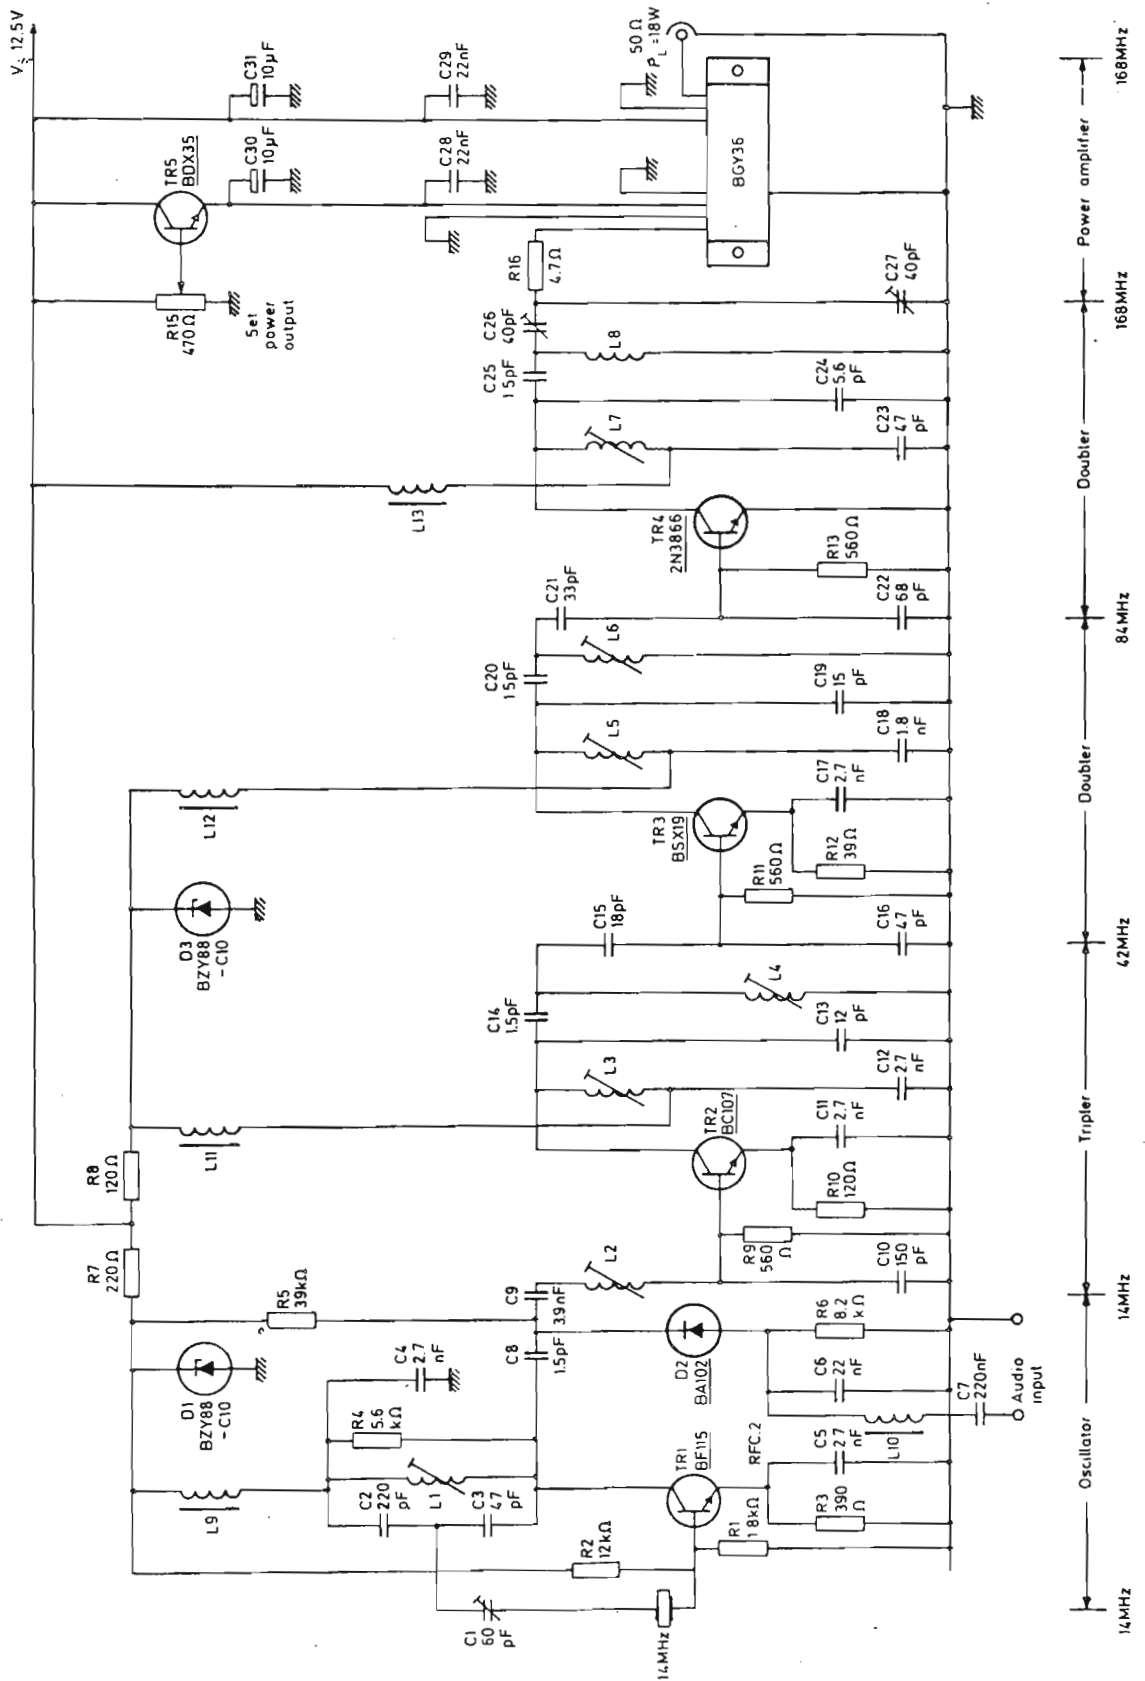 Vs 12.5V
TR5
BDX35
C31
10µF
C30
10µF
C29
22nF
C28
22nF
R15
470Ω
Set
power
output
50Ω
PL =18W
BGY36
R16
4.7Ω
C27
40pF
C26
40pF
C25
1.5pF
L8
C24
5.6
pF
L7
C23
47
pF
L13
TR4
2N3866
R13
560Ω
C22
68
pF
C21
33pF
L6
C20
1.5pF
C19
15
pF
L5
C18
1.8
nF
L12
TR3
BSX19
C17
2.7
nF
R12
39Ω
R11
560Ω
D3
BZY88
-C10
C15
18pF
C16
47
pF
L4
C14
1.5pF
C13
12
pF
L3
C12
2.7
nF
L11
TR2
BC107
C11
2.7
nF
R10
120Ω
R9
560
Ω
R8
120Ω
R7
220Ω
L2
C10
150
pF
C9
3.9nF
R5
39kΩ
C8
1.5pF
D2
BA102
R6
8.2
kΩ
C6
22
nF
C7
220nF
Audio
input
L10
D1
BZY88
-C10
C4
2.7
nF
R4
5.6
kΩ
L1
C2
220
pF
C3
47
pF
L9
TR1
BF115
RFC.2
C5
2.7
nF
R3
390
Ω
R1
1.8kΩ
R2
12kΩ
C1
60
pF
14MHz
Oscillator
Tripler
Doubler
Doubler
Power amplifier
14MHz
14MHz
42MHz
84MHz
168MHz
168MHz